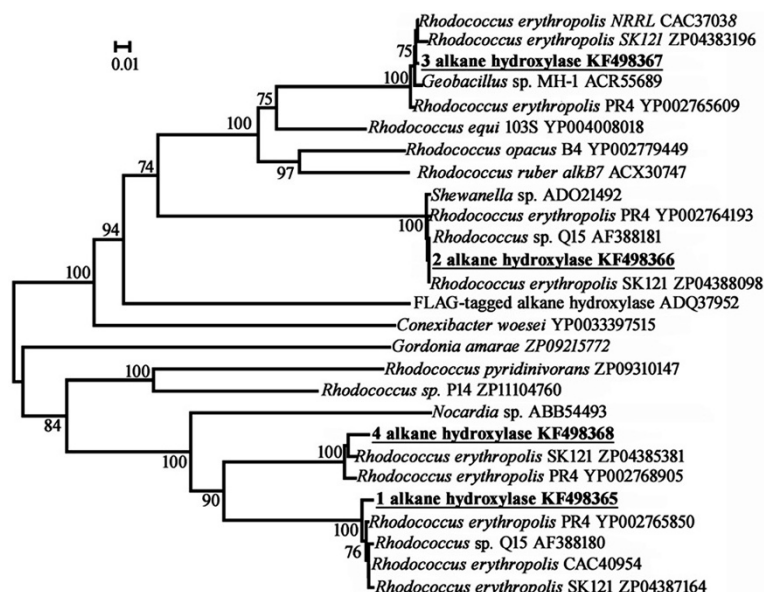 Rhodococcus erythropolis NRRL CAC37038
Rhodococcus erythropolis SK121 ZP04383196
0.01
75
3 alkane hydroxylase KF498367
100
Geobacillus sp. MH-1 ACR55689
75
Rhodococcus erythropolis PR4 YP002765609
100
Rhodococcus equi 103S YP004008018
Rhodococcus opacus B4 YP002779449
74
97
Rhodococcus ruber alkB7 ACX30747
Shewanella sp. ADO21492
Rhodococcus erythropolis PR4 YP002764193
100
94
Rhodococcus sp. Q15 AF388181
2 alkane hydroxylase KF498366
100
Rhodococcus erythropolis SK121 ZP04388098
FLAG-tagged alkane hydroxylase ADQ37952
Conexibacter woesei YP0033397515
Gordonia amarae ZP09215772
100
Rhodococcus pyridinivorans ZP09310147
Rhodococcus sp. P14 ZP11104760
Nocardia sp. ABB54493
84
4 alkane hydroxylase KF498368
100
Rhodococcus erythropolis SK121 ZP04385381
100
Rhodococcus erythropolis PR4 YP002768905
90
1 alkane hydroxylase KF498365
Rhodococcus erythropolis PR4 YP002765850
100
Rhodococcus sp. Q15 AF388180
76
Rhodococcus erythropolis CAC40954
Rhodococcus erythropolis SK121 ZP04387164